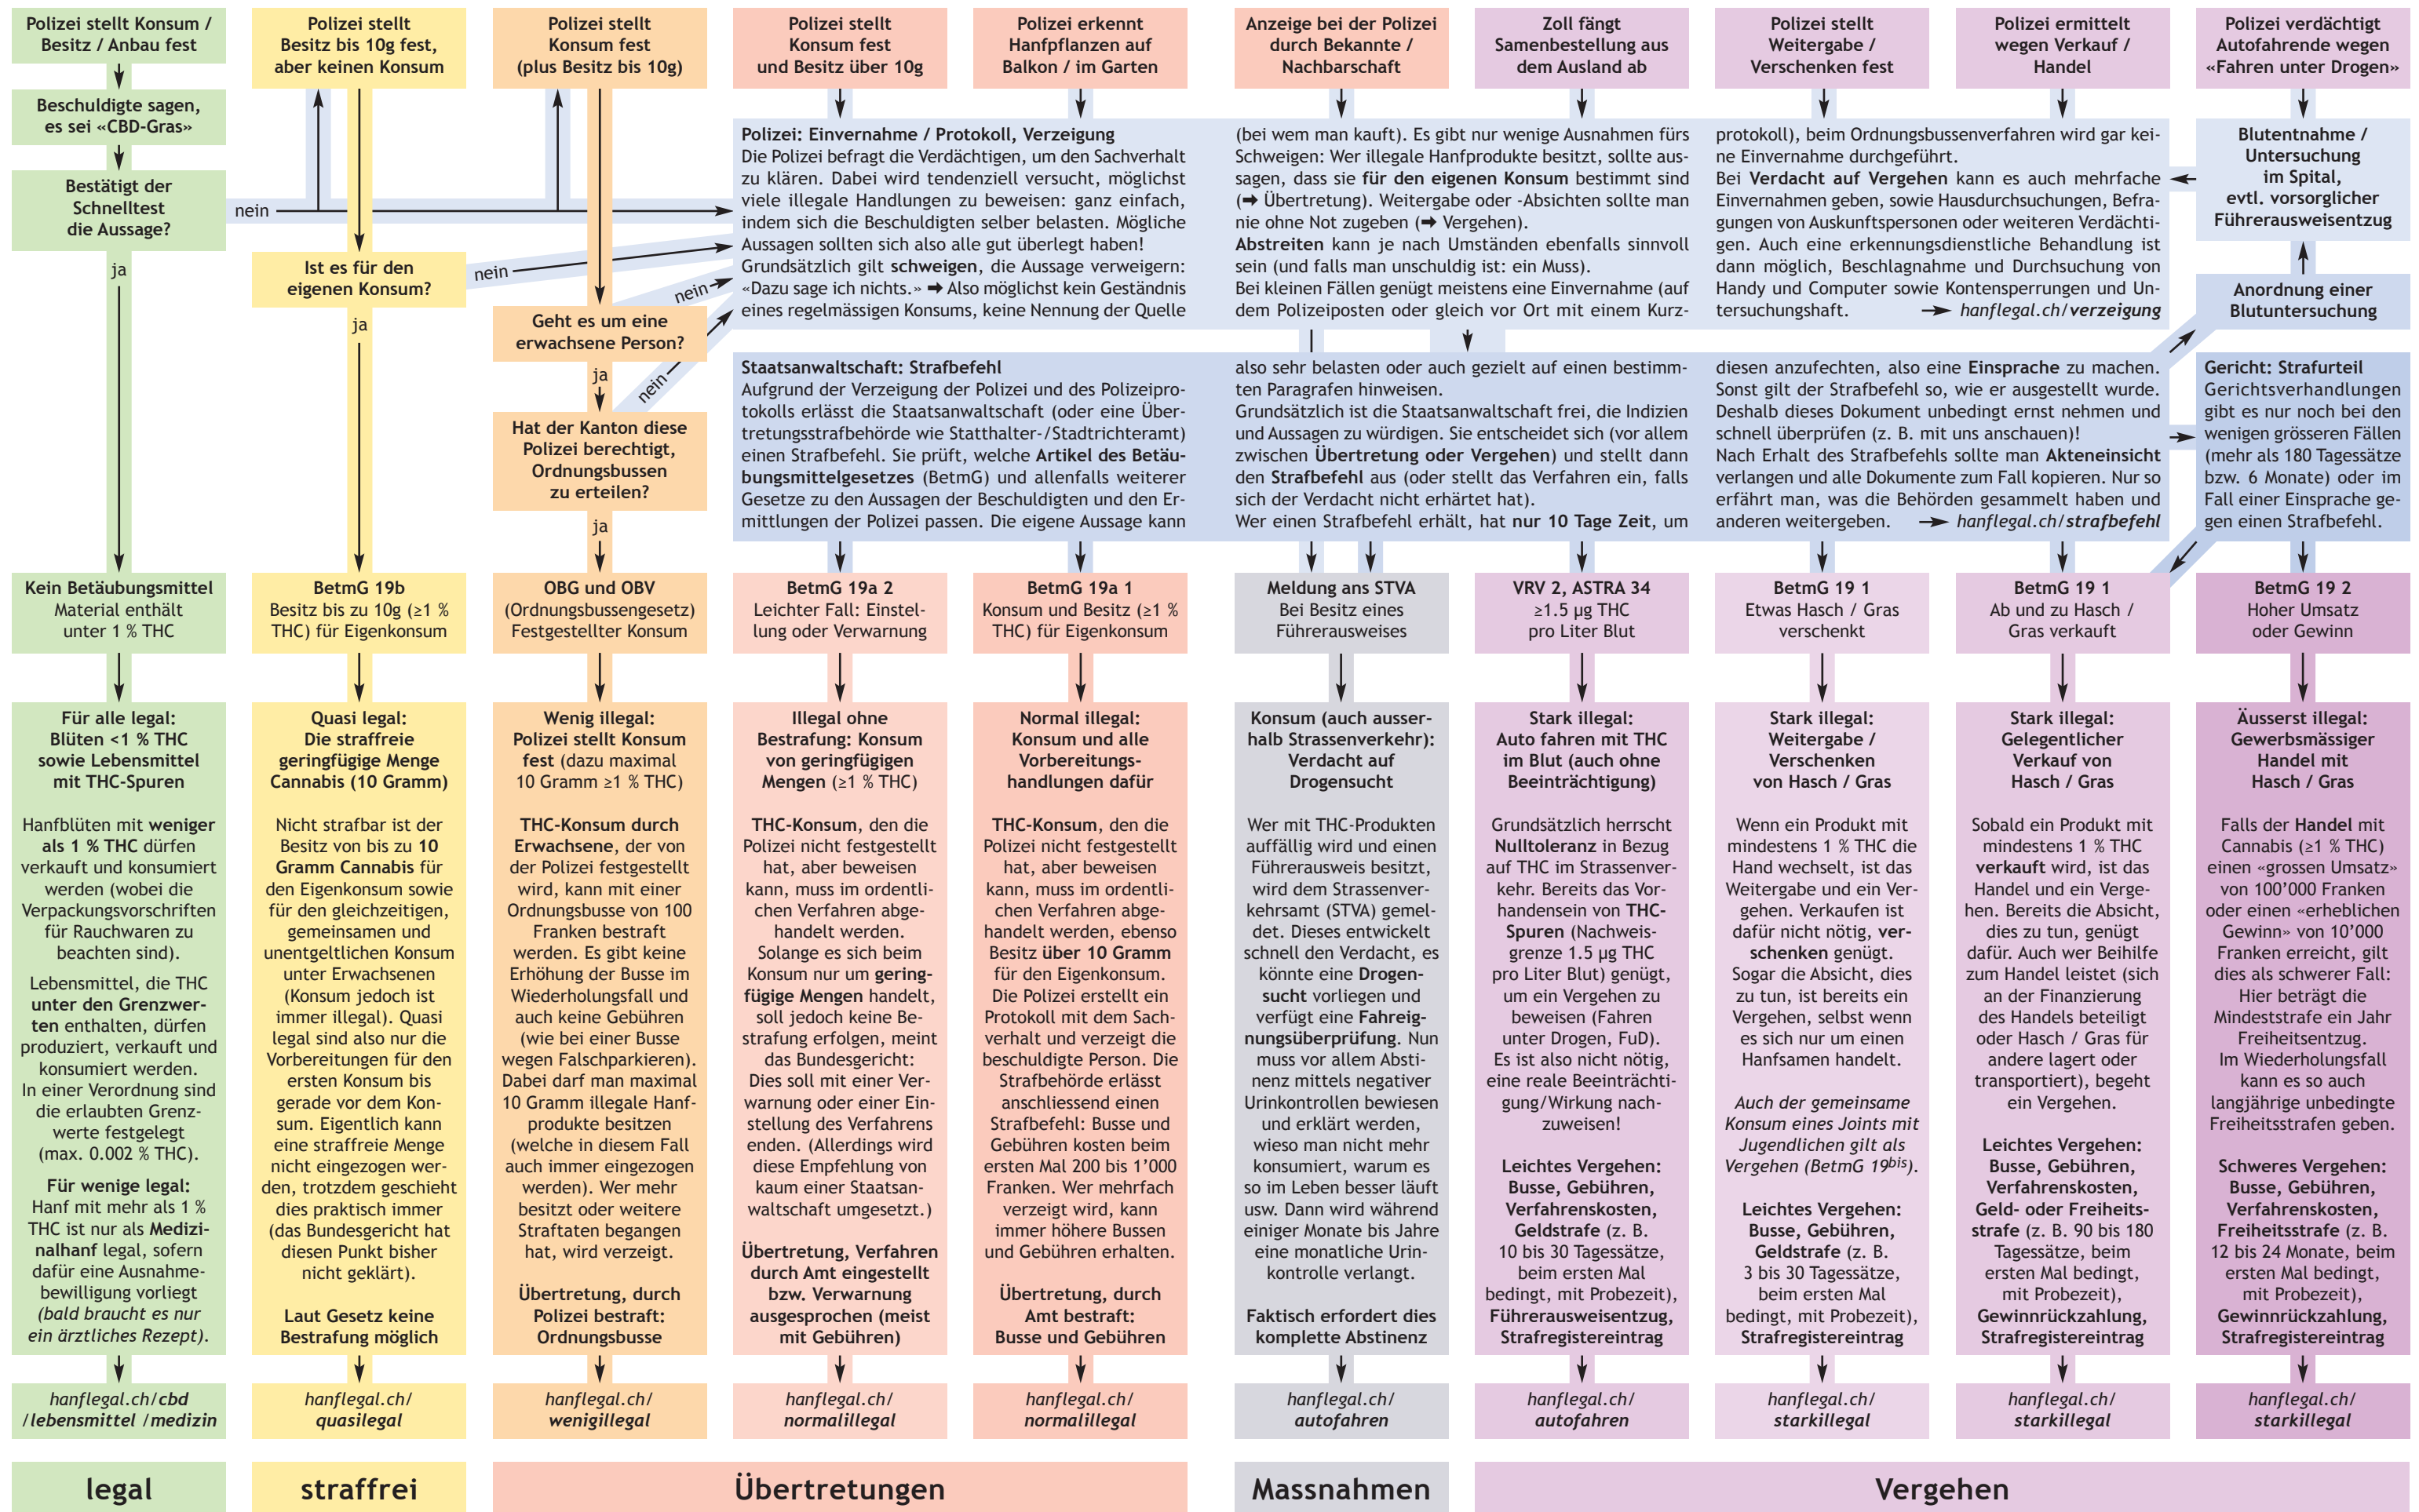 Polizei stellt Konsum /
Besitz / Anbau fest
Beschuldigte sagen,
es sei «CBD-Gras»
Bestätigt der
Schnelltest
die Aussage?
nein
ja
Polizei stellt
Besitz bis 10g fest,
aber keinen Konsum
Ist es für den
eigenen Konsum?
nein
ja
Polizei stellt
Konsum fest
(plus Besitz bis 10g)
Geht es um eine
erwachsene Person?
nein
ja
Hat der Kanton diese
Polizei berechtigt,
Ordnungsbussen
zu erteilen?
nein
ja
Polizei stellt
Konsum fest
und Besitz über 10g
Polizei erkennt
Hanfpflanzen auf
Balkon / im Garten
Anzeige bei der Polizei
durch Bekannte /
Nachbarschaft
Zoll fängt
Samenbestellung aus
dem Ausland ab
Polizei stellt
Weitergabe /
Verschenken fest
Polizei ermittelt
wegen Verkauf /
Handel
Polizei verdächtigt
Autofahrende wegen
«Fahren unter Drogen»
Polizei: Einvernahme / Protokoll, Verzeigung
Die Polizei befragt die Verdächtigen, um den Sachverhalt
zu klären. Dabei wird tendenziell versucht, möglichst
viele illegale Handlungen zu beweisen: ganz einfach,
indem sich die Beschuldigten selber belasten. Mögliche
Aussagen sollten sich also alle gut überlegt haben!
Grundsätzlich gilt schweigen, die Aussage verweigern:
«Dazu sage ich nichts.» ➡ Also möglichst kein Geständnis
eines regelmässigen Konsums, keine Nennung der Quelle
(bei wem man kauft). Es gibt nur wenige Ausnahmen fürs
Schweigen: Wer illegale Hanfprodukte besitzt, sollte aus-
sagen, dass sie für den eigenen Konsum bestimmt sind
(➡ Übertretung). Weitergabe oder -Absichten sollte man
nie ohne Not zugeben (➡ Vergehen).
Abstreiten kann je nach Umständen ebenfalls sinnvoll
sein (und falls man unschuldig ist: ein Muss).
Bei kleinen Fällen genügt meistens eine Einvernahme (auf
dem Polizeiposten oder gleich vor Ort mit einem Kurz-
protokoll), beim Ordnungsbussenverfahren wird gar kei-
ne Einvernahme durchgeführt.
Bei Verdacht auf Vergehen kann es auch mehrfache
Einvernahmen geben, sowie Hausdurchsuchungen, Befra-
gungen von Auskunftspersonen oder weiteren Verdächti-
gen. Auch eine erkennungsdienstliche Behandlung ist
dann möglich, Beschlagnahme und Durchsuchung von
Handy und Computer sowie Kontensperrungen und Un-
tersuchungshaft. → hanflegal.ch/verzeigung
Blutentnahme /
Untersuchung
im Spital,
evtl. vorsorglicher
Führerausweisentzug
Anordnung einer
Blutuntersuchung
Staatsanwaltschaft: Strafbefehl
Aufgrund der Verzeigung der Polizei und des Polizeipro-
tokolls erlässt die Staatsanwaltschaft (oder eine Über-
tretungsstrafbehörde wie Statthalter-/Stadtrichteramt)
einen Strafbefehl. Sie prüft, welche Artikel des Betäu-
bungsmittelgesetzes (BetmG) und allenfalls weiterer
Gesetze zu den Aussagen der Beschuldigten und den Er-
mittlungen der Polizei passen. Die eigene Aussage kann
also sehr belasten oder auch gezielt auf einen bestimm-
ten Paragrafen hinweisen.
Grundsätzlich ist die Staatsanwaltschaft frei, die Indizien
und Aussagen zu würdigen. Sie entscheidet sich (vor allem
zwischen Übertretung oder Vergehen) und stellt dann
den Strafbefehl aus (oder stellt das Verfahren ein, falls
sich der Verdacht nicht erhärtet hat).
Wer einen Strafbefehl erhält, hat nur 10 Tage Zeit, um
diesen anzufechten, also eine Einsprache zu machen.
Sonst gilt der Strafbefehl so, wie er ausgestellt wurde.
Deshalb dieses Dokument unbedingt ernst nehmen und
schnell überprüfen (z. B. mit uns anschauen)!
Nach Erhalt des Strafbefehls sollte man Akteneinsicht
verlangen und alle Dokumente zum Fall kopieren. Nur so
erfährt man, was die Behörden gesammelt haben und
anderen weitergeben. → hanflegal.ch/strafbefehl
Gericht: Strafurteil
Gerichtsverhandlungen
gibt es nur noch bei den
wenigen grösseren Fällen
(mehr als 180 Tagessätze
bzw. 6 Monate) oder im
Fall einer Einsprache ge-
gen einen Strafbefehl.
Kein Betäubungsmittel
Material enthält
unter 1 % THC
BetmG 19b
Besitz bis zu 10g (≥1 %
THC) für Eigenkonsum
OBG und OBV
(Ordnungsbussengesetz)
Festgestellter Konsum
BetmG 19a 2
Leichter Fall: Einstel-
lung oder Verwarnung
BetmG 19a 1
Konsum und Besitz (≥1 %
THC) für Eigenkonsum
Meldung ans STVA
Bei Besitz eines
Führerausweises
VRV 2, ASTRA 34
≥1.5 µg THC
pro Liter Blut
BetmG 19 1
Etwas Hasch / Gras
verschenkt
BetmG 19 1
Ab und zu Hasch /
Gras verkauft
BetmG 19 2
Hoher Umsatz
oder Gewinn
Für alle legal:
Blüten <1 % THC
sowie Lebensmittel
mit THC-Spuren
Hanfblüten mit weniger
als 1 % THC dürfen
verkauft und konsumiert
werden (wobei die
Verpackungsvorschriften
für Rauchwaren zu
beachten sind).
Lebensmittel, die THC
unter den Grenzwer-
ten enthalten, dürfen
produziert, verkauft und
konsumiert werden.
In einer Verordnung sind
die erlaubten Grenz-
werte festgelegt
(max. 0.002 % THC).
Für wenige legal:
Hanf mit mehr als 1 %
THC ist nur als Medizi-
nalhanf legal, sofern
dafür eine Ausnahme-
bewilligung vorliegt
(bald braucht es nur
ein ärztliches Rezept).
Quasi legal:
Die straffreie
geringfügige Menge
Cannabis (10 Gramm)
Nicht strafbar ist der
Besitz von bis zu 10
Gramm Cannabis für
den Eigenkonsum sowie
für den gleichzeitigen,
gemeinsamen und
unentgeltlichen Konsum
unter Erwachsenen
(Konsum jedoch ist
immer illegal). Quasi
legal sind also nur die
Vorbereitungen für den
ersten Konsum bis
gerade vor dem Kon-
sum. Eigentlich kann
eine straffreie Menge
nicht eingezogen wer-
den, trotzdem geschieht
dies praktisch immer
(das Bundesgericht hat
diesen Punkt bisher
nicht geklärt).
Laut Gesetz keine
Bestrafung möglich
Wenig illegal:
Polizei stellt Konsum
fest (dazu maximal
10 Gramm ≥1 % THC)
THC-Konsum durch
Erwachsene, der von
der Polizei festgestellt
wird, kann mit einer
Ordnungsbusse von 100
Franken bestraft
werden. Es gibt keine
Erhöhung der Busse im
Wiederholungsfall und
auch keine Gebühren
(wie bei einer Busse
wegen Falschparkieren).
Dabei darf man maximal
10 Gramm illegale Hanf-
produkte besitzen
(welche in diesem Fall
auch immer eingezogen
werden). Wer mehr
besitzt oder weitere
Straftaten begangen
hat, wird verzeigt.
Übertretung, durch
Polizei bestraft:
Ordnungsbusse
Illegal ohne
Bestrafung: Konsum
von geringfügigen
Mengen (≥1 % THC)
THC-Konsum, den die
Polizei nicht festgestellt
hat, aber beweisen
kann, muss im ordentli-
chen Verfahren abge-
handelt werden.
Solange es sich beim
Konsum nur um gering-
fügige Mengen handelt,
soll jedoch keine Be-
strafung erfolgen, meint
das Bundesgericht:
Dies soll mit einer Ver-
warnung oder einer Ein-
stellung des Verfahrens
enden. (Allerdings wird
diese Empfehlung von
kaum einer Staatsan-
waltschaft umgesetzt.)
Übertretung, Verfahren
durch Amt eingestellt
bzw. Verwarnung
ausgesprochen (meist
mit Gebühren)
Normal illegal:
Konsum und alle
Vorbereitungs-
handlungen dafür
THC-Konsum, den die
Polizei nicht festgestellt
hat, aber beweisen
kann, muss im ordentli-
chen Verfahren abge-
handelt werden, ebenso
Besitz über 10 Gramm
für den Eigenkonsum.
Die Polizei erstellt ein
Protokoll mit dem Sach-
verhalt und verzeigt die
beschuldigte Person. Die
Strafbehörde erlässt
anschliessend einen
Strafbefehl: Busse und
Gebühren kosten beim
ersten Mal 200 bis 1’000
Franken. Wer mehrfach
verzeigt wird, kann
immer höhere Bussen
und Gebühren erhalten.
Übertretung, durch
Amt bestraft:
Busse und Gebühren
Konsum (auch ausser-
halb Strassenverkehr):
Verdacht auf
Drogensucht
Wer mit THC-Produkten
auffällig wird und einen
Führerausweis besitzt,
wird dem Strassenver-
kehrsamt (STVA) gemel-
det. Dieses entwickelt
schnell den Verdacht, es
könnte eine Drogen-
sucht vorliegen und
verfügt eine Fahreig-
nungsüberprüfung. Nun
muss vor allem Absti-
nenz mittels negativer
Urinkontrollen bewiesen
und erklärt werden,
wieso man nicht mehr
konsumiert, warum es
so im Leben besser läuft
usw. Dann wird während
einiger Monate bis Jahre
eine monatliche Urin-
kontrolle verlangt.
Faktisch erfordert dies
komplette Abstinenz
Stark illegal:
Auto fahren mit THC
im Blut (auch ohne
Beeinträchtigung)
Grundsätzlich herrscht
Nulltoleranz in Bezug
auf THC im Strassenver-
kehr. Bereits das Vor-
handensein von THC-
Spuren (Nachweis-
grenze 1.5 µg THC
pro Liter Blut) genügt,
um ein Vergehen zu
beweisen (Fahren
unter Drogen, FuD).
Es ist also nicht nötig,
eine reale Beeinträchti-
gung/Wirkung nach-
zuweisen!
Leichtes Vergehen:
Busse, Gebühren,
Verfahrenskosten,
Geldstrafe (z. B.
10 bis 30 Tagessätze,
beim ersten Mal
bedingt, mit Probezeit),
Führerausweisentzug,
Strafregistereintrag
Stark illegal:
Weitergabe /
Verschenken
von Hasch / Gras
Wenn ein Produkt mit
mindestens 1 % THC die
Hand wechselt, ist das
Weitergabe und ein Ver-
gehen. Verkaufen ist
dafür nicht nötig, ver-
schenken genügt.
Sogar die Absicht, dies
zu tun, ist bereits ein
Vergehen, selbst wenn
es sich nur um einen
Hanfsamen handelt.
Auch der gemeinsame
Konsum eines Joints mit
Jugendlichen gilt als
Vergehen (BetmG 19bis).
Leichtes Vergehen:
Busse, Gebühren,
Geldstrafe (z. B.
3 bis 30 Tagessätze,
beim ersten Mal
bedingt, mit Probezeit),
Strafregistereintrag
Stark illegal:
Gelegentlicher
Verkauf von
Hasch / Gras
Sobald ein Produkt mit
mindestens 1 % THC
verkauft wird, ist das
Handel und ein Verge-
hen. Bereits die Absicht,
dies zu tun, genügt
dafür. Auch wer Beihilfe
zum Handel leistet (sich
an der Finanzierung
des Handels beteiligt
oder Hasch / Gras für
andere lagert oder
transportiert), begeht
ein Vergehen.
Leichtes Vergehen:
Busse, Gebühren,
Verfahrenskosten,
Geld- oder Freiheits-
strafe (z. B. 90 bis 180
Tagessätze, beim
ersten Mal bedingt,
mit Probezeit),
Gewinnrückzahlung,
Strafregistereintrag
Äusserst illegal:
Gewerbsmässiger
Handel mit
Hasch / Gras
Falls der Handel mit
Cannabis (≥1 % THC)
einen «grossen Umsatz»
von 100’000 Franken
oder einen «erheblichen
Gewinn» von 10’000
Franken erreicht, gilt
dies als schwerer Fall:
Hier beträgt die
Mindeststrafe ein Jahr
Freiheitsentzug.
Im Wiederholungsfall
kann es so auch
langjährige unbedingte
Freiheitsstrafen geben.
Schweres Vergehen:
Busse, Gebühren,
Verfahrenskosten,
Freiheitsstrafe (z. B.
12 bis 24 Monate, beim
ersten Mal bedingt,
mit Probezeit),
Gewinnrückzahlung,
Strafregistereintrag
hanflegal.ch/cbd
/lebensmittel /medizin
hanflegal.ch/
quasilegal
hanflegal.ch/
wenigillegal
hanflegal.ch/
normalillegal
hanflegal.ch/
normalillegal
hanflegal.ch/
autofahren
hanflegal.ch/
autofahren
hanflegal.ch/
starkillegal
hanflegal.ch/
starkillegal
hanflegal.ch/
starkillegal
legal
straffrei
Übertretungen
Massnahmen
Vergehen